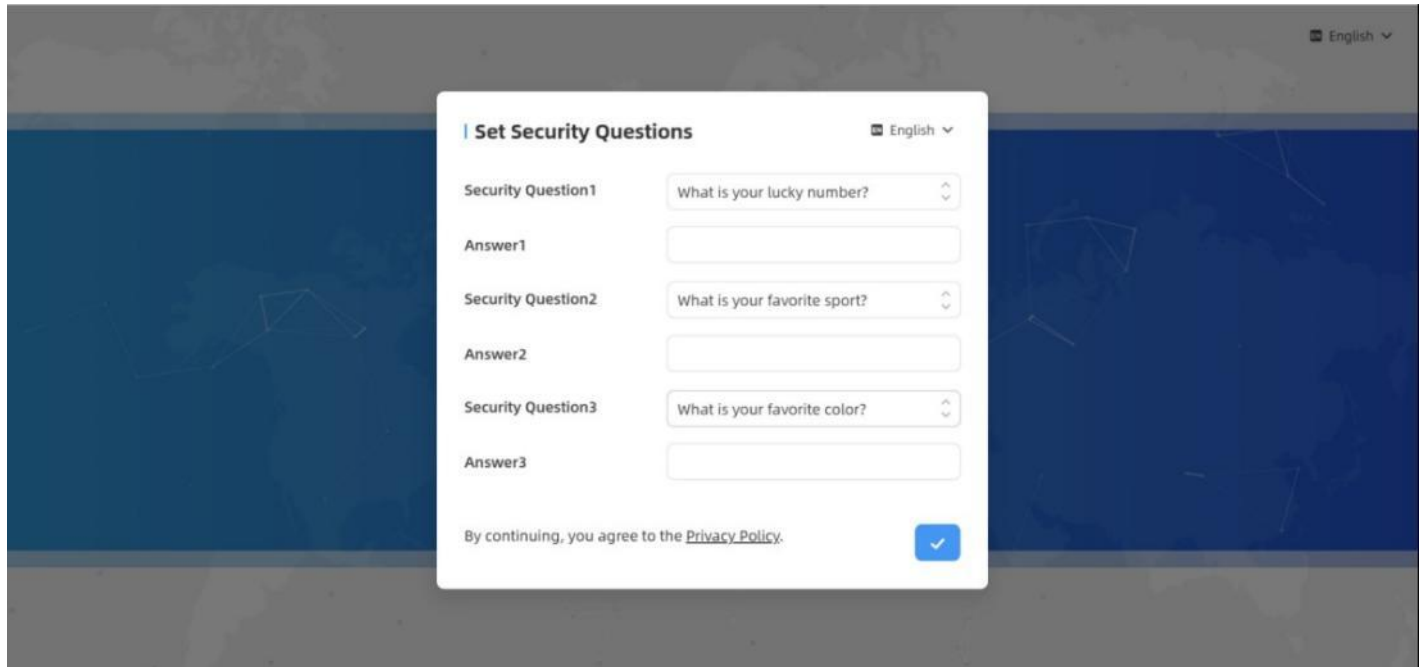 English
Set Security Questions
English
Security Question1
What is your lucky number?
Answer1
Security Question2
What is your favorite sport?
Answer2
Security Question3
What is your favorite color?
Answer3
By continuing, you agree to the Privacy Policy.